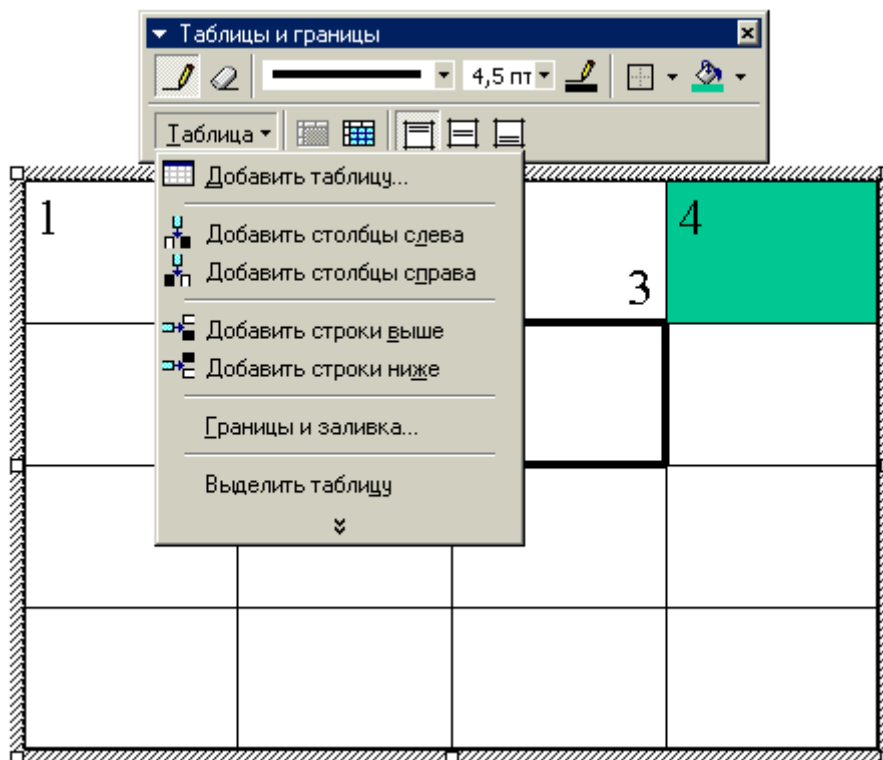 Таблицы и границы
4,5 пт
Таблица
Добавить таблицу...
1
4
Добавить столбцы слева
Добавить столбцы справа
3
Добавить строки выше
Добавить строки ниже
Границы и заливка...
Выделить таблицу